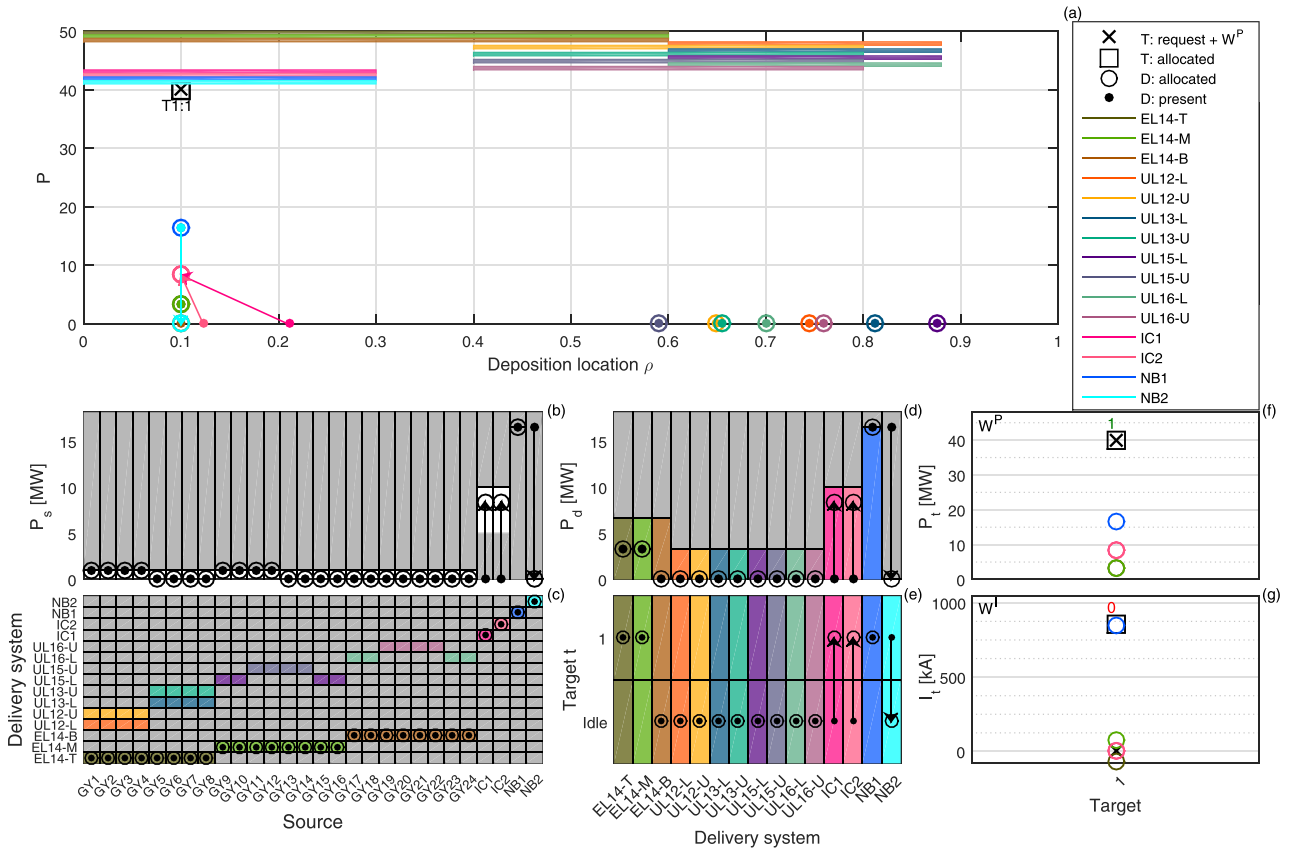 (a)
50
40
30
20
10
0
P
T1:1
0 0.1 0.2 0.3 0.4 0.5 0.6 0.7 0.8 0.9 1
Deposition location ρ
T: request + W^P
T: allocated
D: allocated
D: present
EL14-T
EL14-M
EL14-B
UL12-L
UL12-U
UL13-L
UL13-U
UL15-L
UL15-U
UL16-L
UL16-U
IC1
IC2
NB1
NB2
(b)
15
10
5
0
P_s [MW]
(c)
NB2
NB1
IC2
IC1
UL16-U
UL16-L
UL15-U
UL15-L
UL13-U
UL13-L
UL12-U
UL12-L
EL14-B
EL14-M
EL14-T
Delivery system
GY1 GY2 GY3 GY4 GY5 GY6 GY7 GY8 GY9 GY10 GY11 GY12 GY13 GY14 GY15 GY16 GY17 GY18 GY19 GY20 GY21 GY22 GY23 GY24 IC1 IC2 NB1 NB2
Source
(d)
15
10
5
0
P_d [MW]
(e)
1
Idle
Target t
EL14-T EL14-M EL14-B UL12-L UL12-U UL13-L UL13-U UL15-L UL15-U UL16-L UL16-U IC1 IC2 NB1 NB2
Delivery system
(f)
W^P
1
40
30
20
10
0
P_t [MW]
(g)
W^I
0
1000
500
0
I_t [kA]
1
Target